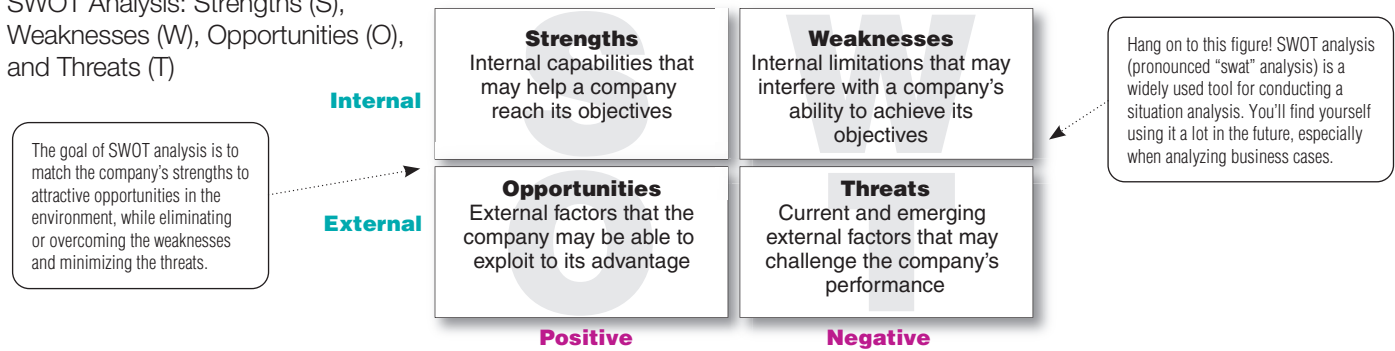 SWOT Analysis: Strengths (S),
Weaknesses (W), Opportunities (O),
and Threats (T)
Internal
External
The goal of SWOT analysis is to
match the company's strengths to
attractive opportunities in the
environment, while eliminating
or overcoming the weaknesses
and minimizing the threats.
S
Strengths
Internal capabilities that
may help a company
reach its objectives
W
Weaknesses
Internal limitations that may
interfere with a company's
ability to achieve its
objectives
O
Opportunities
External factors that the
company may be able to
exploit to its advantage
T
Threats
Current and emerging
external factors that may
challenge the company's
performance
Positive
Negative
Hang on to this figure! SWOT analysis
(pronounced “swat” analysis) is a
widely used tool for conducting a
situation analysis. You'll find yourself
using it a lot in the future, especially
when analyzing business cases.